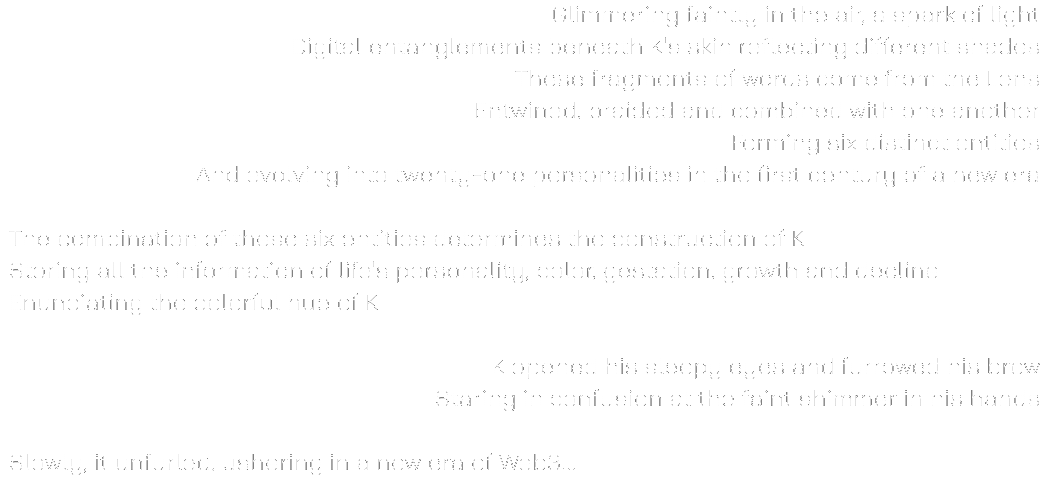 Glimmering faintly in the air, a spark of light
Digital entanglements beneath K's skin reflecting different shades
These fragments of words come from the Lens
Entwined, braided and combined with one another
Forming six distinct entities
And evolving into twenty-one personalities in the first century of a new era
The combination of these six entities determines the construction of K
Storing all the information of life's personality, color, gestation, growth and decline
Inundating the colorful hue of K
K opened his sleepy eyes and furrowed his brow
Staring in confusion at the faint shimmer in his hands
Slowly, it unfurled, ushering in a new era of Web3...